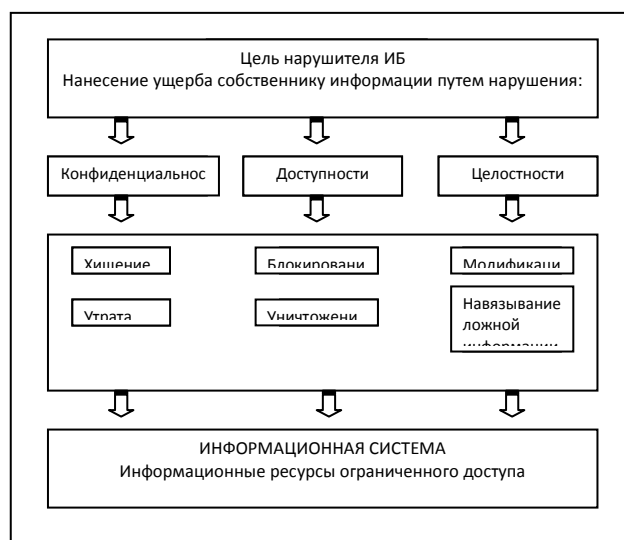 Цель нарушителя ИБ
Нанесение ущерба собственнику информации путем нарушения:
Конфиденциальнос
Доступности
Целостности
Хищение
Блокировани
Модификаци
Утрата
Уничтожени
Навязывание
ложной
информации
ИНФОРМАЦИОННАЯ СИСТЕМА
Информационные ресурсы ограниченного доступа